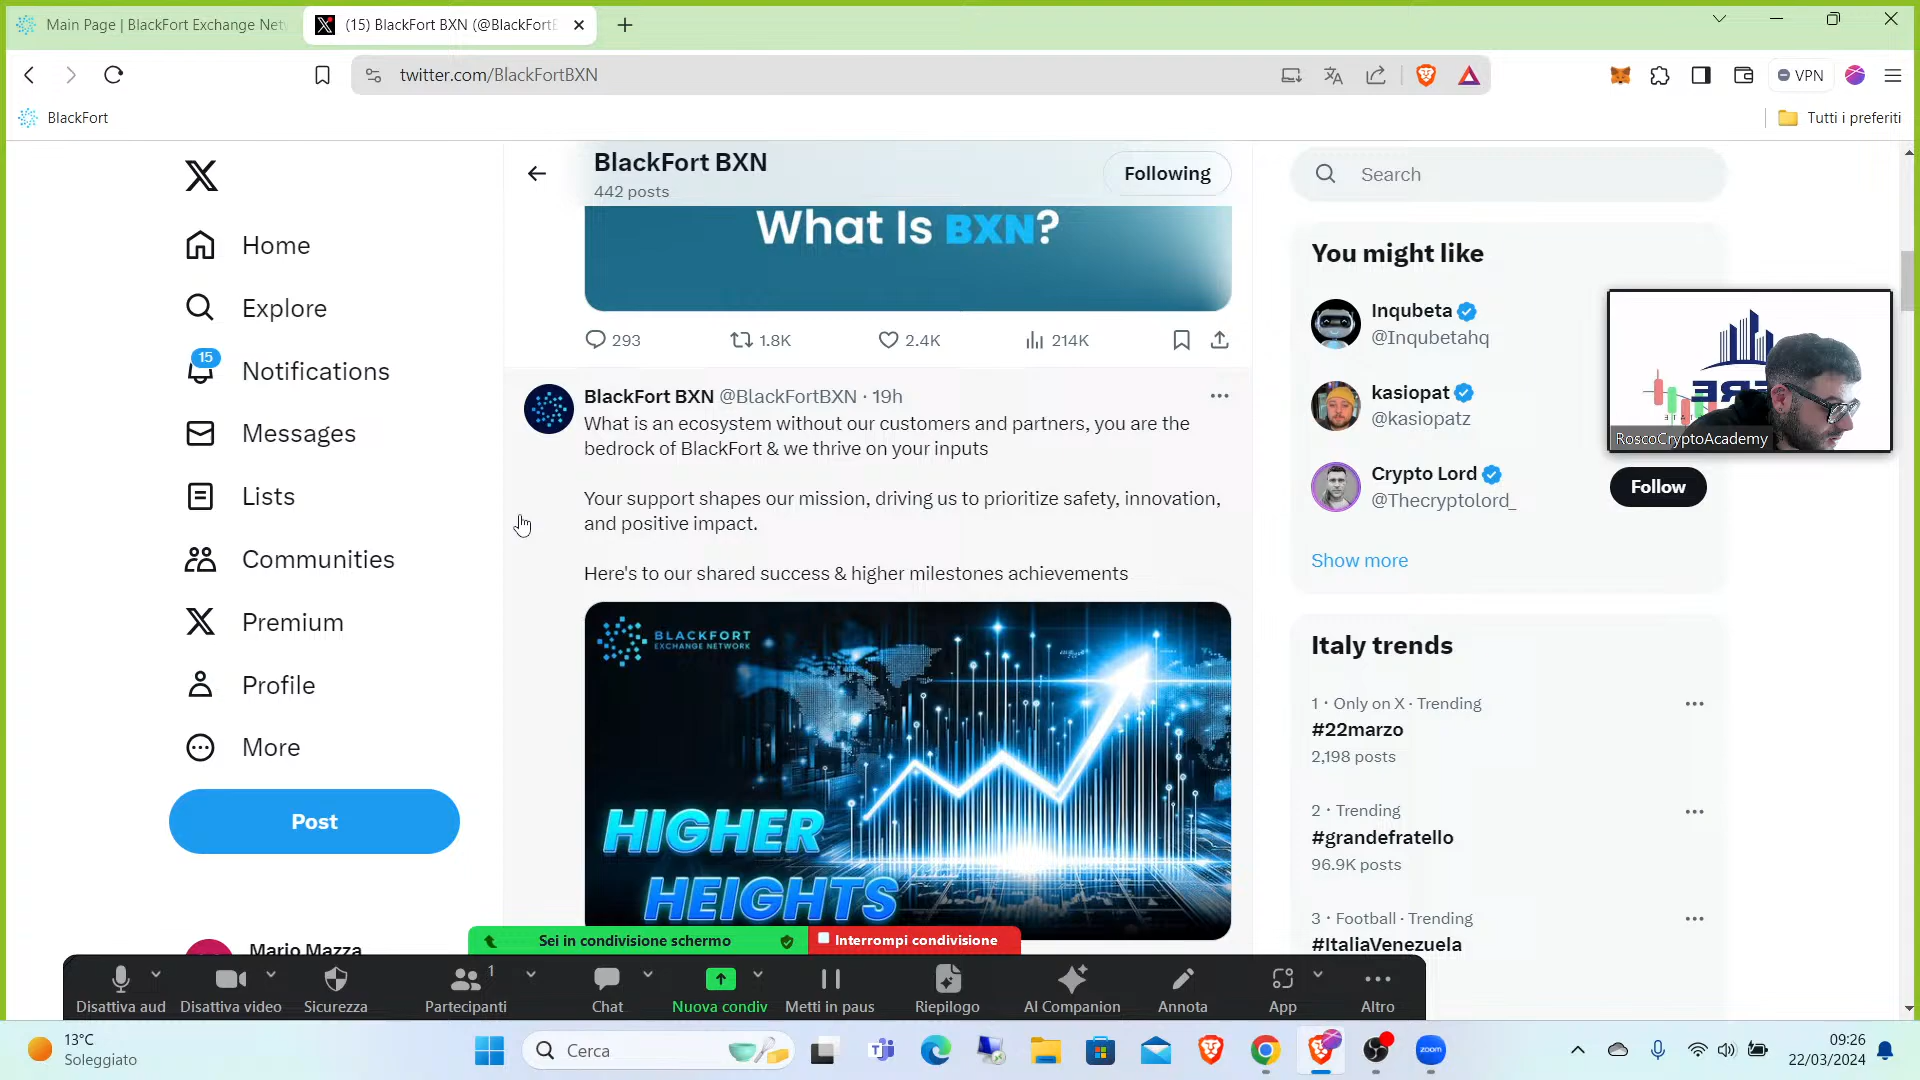 Main Page | BlackFort Exchange Netw
(15) BlackFort BXN (@BlackFortE
twitter.com/BlackFortBXN
VPN
BlackFort
Tutti i preferiti
BlackFort BXN
442 posts
Following
Search
What Is BXN?
Home
Explore
15
Notifications
Messages
Lists
Communities
Premium
Profile
More
Post
Mario Mazza
293
1.8K
2.4K
214K
BlackFort BXN @BlackFortBXN · 19h
What is an ecosystem without our customers and partners, you are the
bedrock of BlackFort & we thrive on your inputs
Your support shapes our mission, driving us to prioritize safety, innovation,
and positive impact.
Here's to our shared success & higher milestones achievements
BLACKFORT
EXCHANGE NETWORK
HIGHER
HEIGHTS
You might like
Inqubeta
@Inqubetahq
kasiopat
@kasiopatz
Crypto Lord
@Thecryptolord_
Follow
Show more
RoscoCryptoAcademy
Italy trends
1 · Only on X · Trending
#22marzo
2,198 posts
2 · Trending
#grandefratello
96.9K posts
3 · Football · Trending
#ItaliaVenezuela
Sei in condivisione schermo
Interrompi condivisione
Disattiva aud
Disattiva video
Sicurezza
1
Partecipanti
Chat
Nuova condiv
Metti in paus
Riepilogo
AI Companion
Annota
App
Altro
13°C
Soleggiato
Cerca
zoom
09:26
22/03/2024